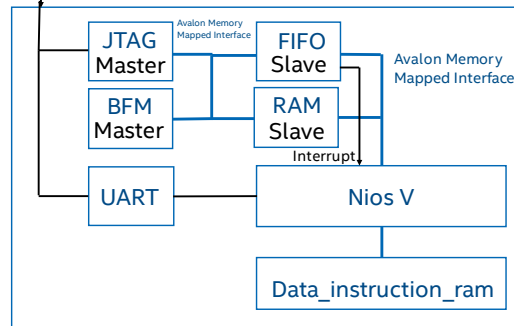 JTAG
Master
Avalon Memory
Mapped Interface
FIFO
Slave
Avalon Memory
Mapped Interface
BFM
Master
RAM
Slave
Interrupt
UART
Nios V
Data_instruction_ram